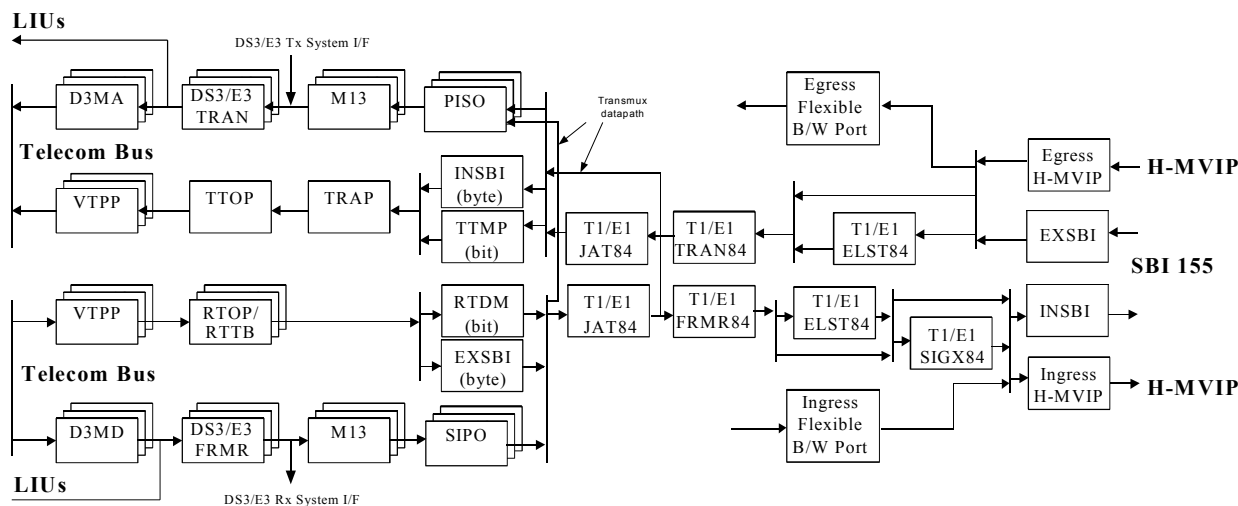 LIUs
DS3/E3 Tx System I/F
D3MA
DS3/E3
TRAN
M13
PISO
Transmux
datapath
Egress
Flexible
B/W Port
Telecom Bus
VTPP
TTOP
TRAP
INSBI
(byte)
TTMP
(bit)
T1/E1
JAT84
T1/E1
TRAN84
T1/E1
ELST84
Egress
H-MVIP
H-MVIP
EXSBI
SBI 155
VTPP
RTOP/
RTTB
RTDM
(bit)
EXSBI
(byte)
T1/E1
JAT84
T1/E1
FRMR84
T1/E1
ELST84
T1/E1
SIGX84
INSBI
Ingress
H-MVIP
H-MVIP
Telecom Bus
D3MD
DS3/E3
FRMR
M13
SIPO
Ingress
Flexible
B/W Port
LIUs
DS3/E3 Rx System I/F